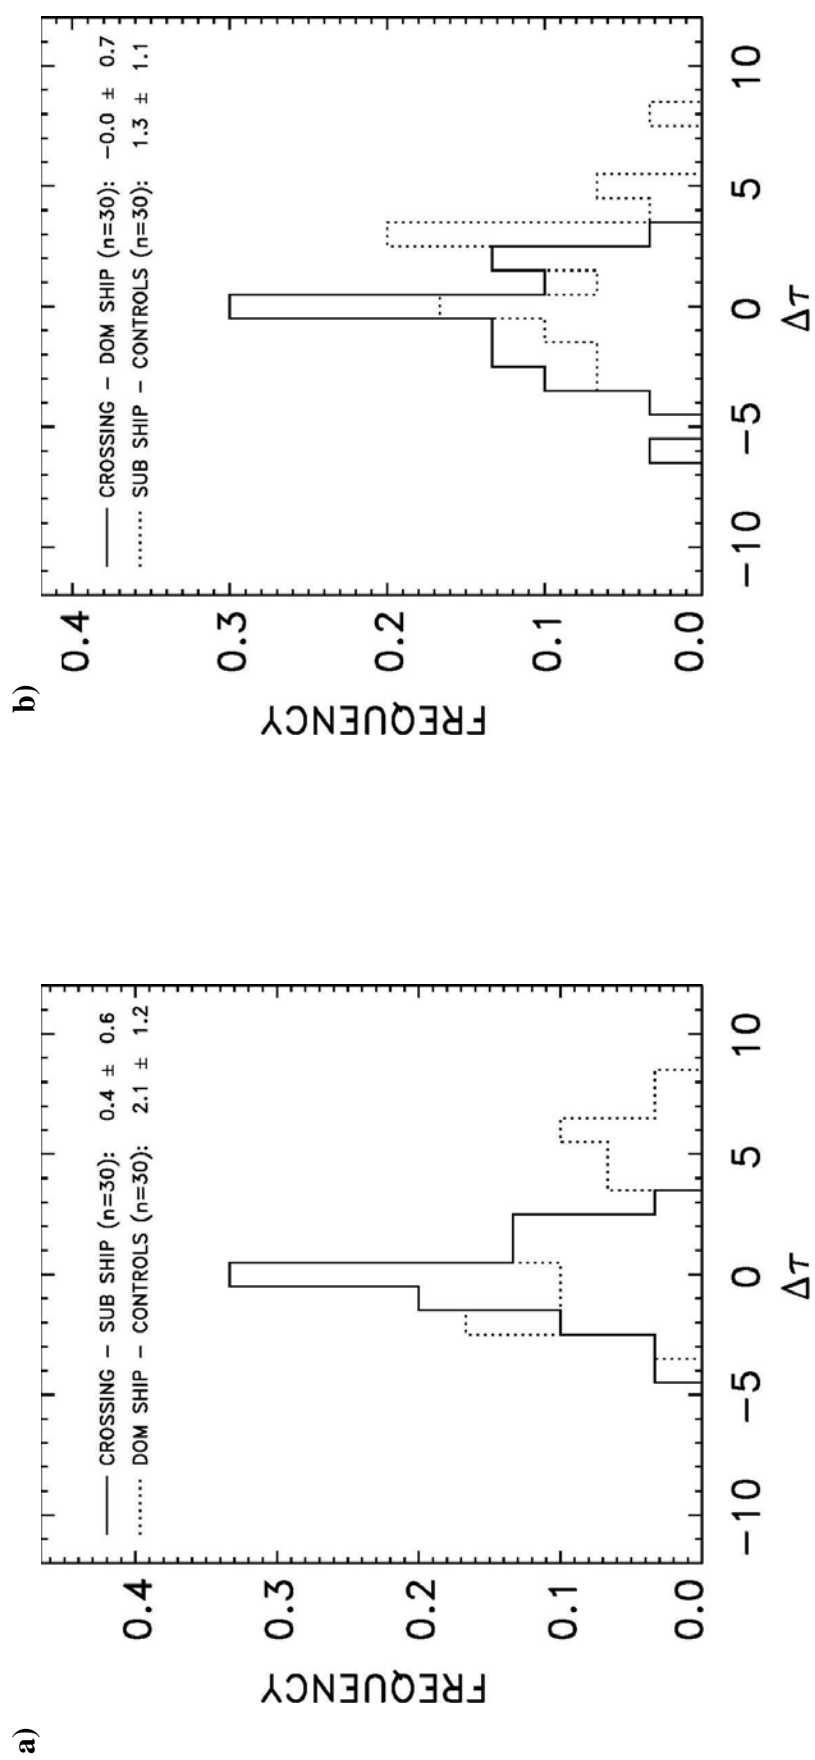 a)
CROSSING – SUB SHIP (n=30): 0.4 ± 0.6
DOM SHIP – CONTROLS (n=30): 2.1 ± 1.2
0.4
0.3
0.2
0.1
0.0
FREQUENCY
−10 −5 0 5 10
Δτ
b)
CROSSING – DOM SHIP (n=30): −0.0 ± 0.7
SUB SHIP – CONTROLS (n=30): 1.3 ± 1.1
0.4
0.3
0.2
0.1
0.0
FREQUENCY
−10 −5 0 5 10
Δτ